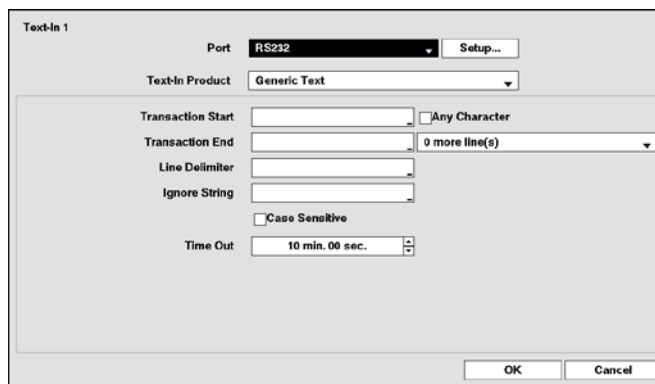 Text-In 1
Port RS232 Setup...
Text-In Product Generic Text
Transaction Start Any Character
Transaction End 0 more line(s)
Line Delimiter
Ignore String
Case Sensitive
Time Out 10 min. 00 sec.
OK Cancel